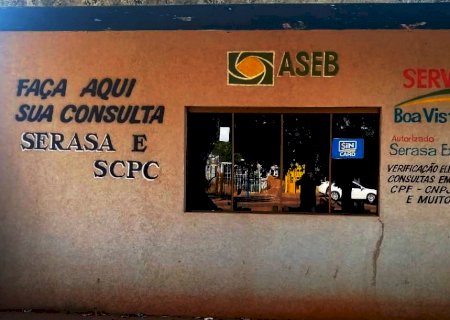 FAÇA AQUI
SUA CONSULTA
SERASA E
SCPC
ASEB
SIN
CARD
SERV
Boa Vist
Autorizado
Serasa Ex
VERIFICAÇÃO EL
CONSULTAS EM
CPF - CNPJ
E MUITO